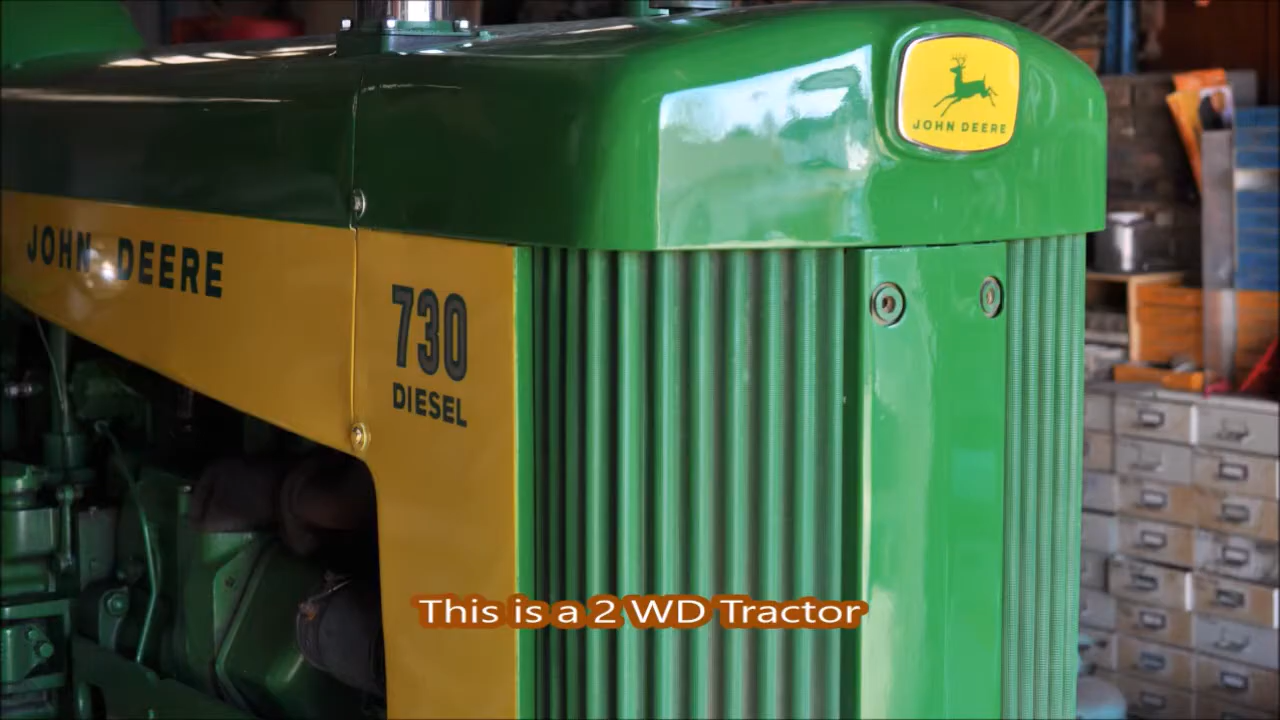 JOHN DEERE
JOHN DEERE
730
DIESEL
This is a 2 WD Tractor